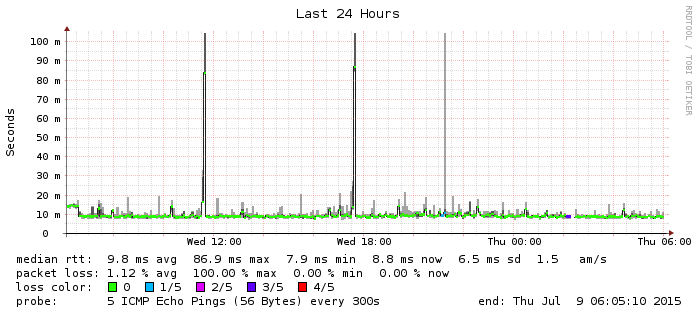 Last 24 Hours
RRDTOOL / TOBI OETIKER
Seconds
100 m
90 m
80 m
70 m
60 m
50 m
40 m
30 m
20 m
10 m
0
Wed 12:00 Wed 18:00 Thu 00:00 Thu 06:00
median rtt: 9.8 ms avg 86.9 ms max 7.9 ms min 8.8 ms now 6.5 ms sd 1.5 am/s
packet loss: 1.12 % avg 100.00 % max 0.00 % min 0.00 % now
loss color: 0 1/5 2/5 3/5 4/5
probe: 5 ICMP Echo Pings (56 Bytes) every 300s end: Thu Jul 9 06:05:10 2015